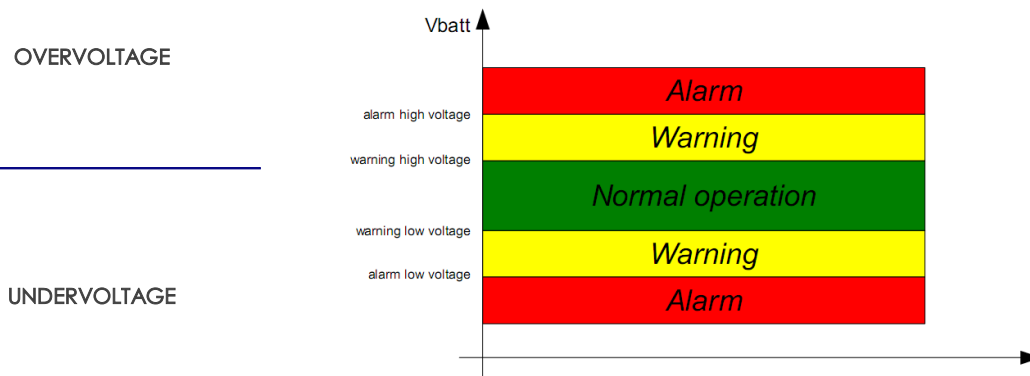 Vbatt
OVERVOLTAGE
Alarm
alarm high voltage
Warning
warning high voltage
Normal operation
warning low voltage
Warning
alarm low voltage
UNDERVOLTAGE
Alarm